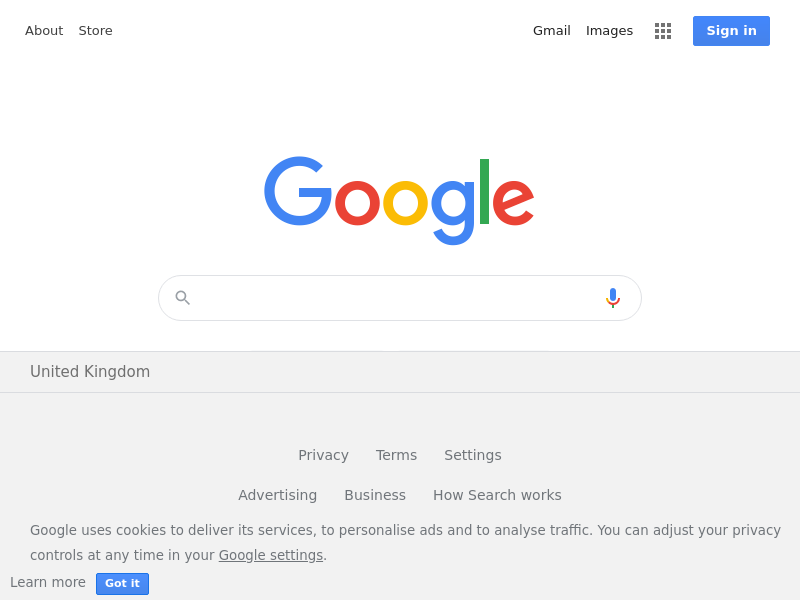 About Store Gmail Images Sign in
Google
United Kingdom
Privacy Terms Settings
Advertising Business How Search works
Google uses cookies to deliver its services, to personalise ads and to analyse traffic. You can adjust your privacy
controls at any time in your Google settings.
Learn more Got it